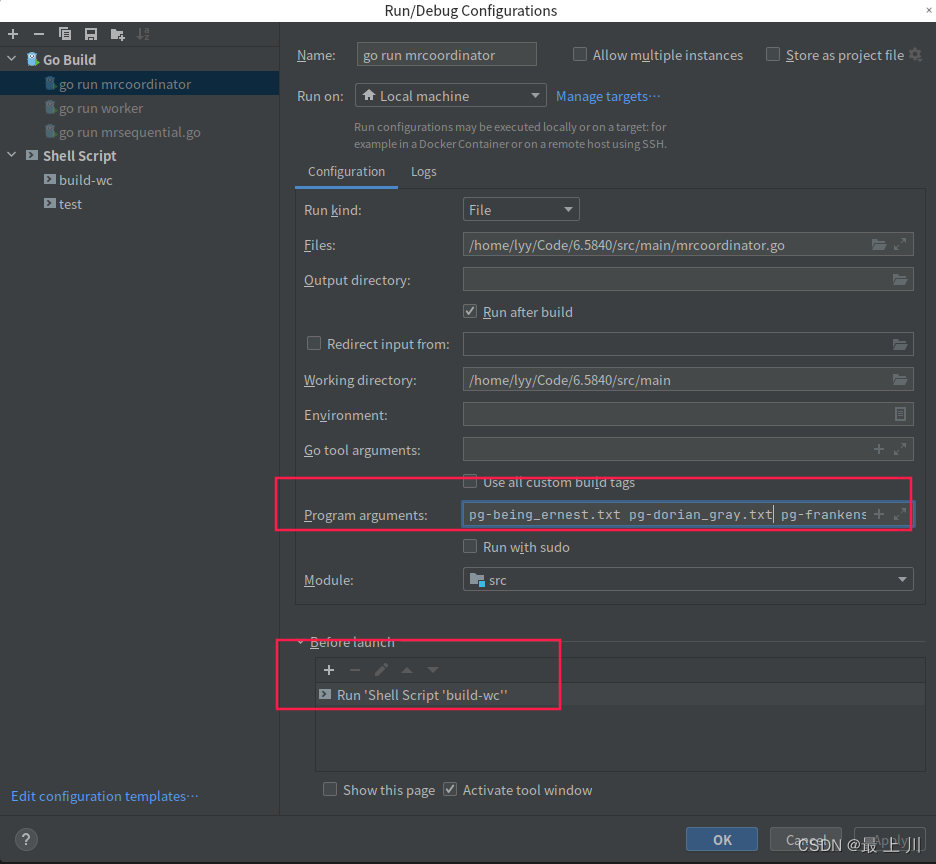 Run/Debug Configurations
Go Build
go run mrcoordinator
go run worker
go run mrsequential.go
Shell Script
build-wc
test
Edit configuration templates...
Name: go run mrcoordinator Allow multiple instances Store as project file
Run on: Local machine Manage targets...
Run configurations may be executed locally or on a target: for
example in a Docker Container or on a remote host using SSH.
Configuration Logs
Run kind: File
Files: /home/lyy/Code/6.5840/src/main/mrcoordinator.go
Output directory:
Run after build
Redirect input from:
Working directory: /home/lyy/Code/6.5840/src/main
Environment:
Go tool arguments:
Use all custom build tags
Program arguments: pg-being_ernest.txt pg-dorian_gray.txt pg-frankens
Run with sudo
Module: src
Before launch
Run 'Shell Script 'build-wc''
Show this page Activate tool window
? OK Cancel Apply
CSDN @最 上 川